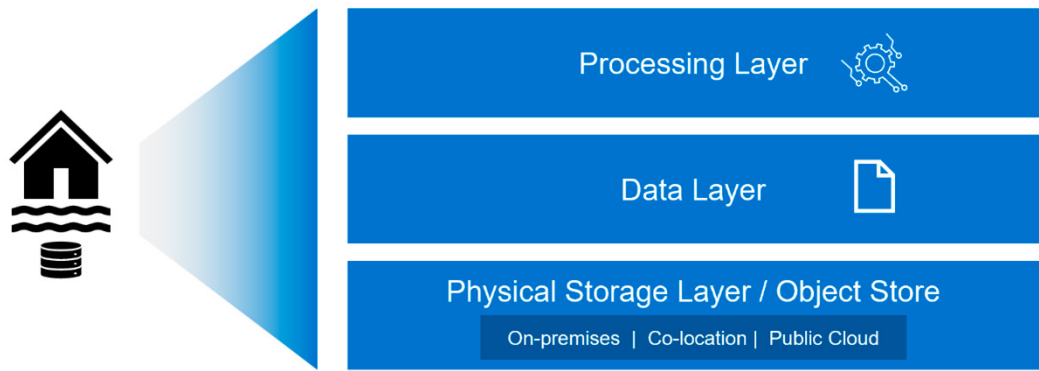 Processing Layer
Data Layer
Physical Storage Layer / Object Store
On-premises | Co-location | Public Cloud